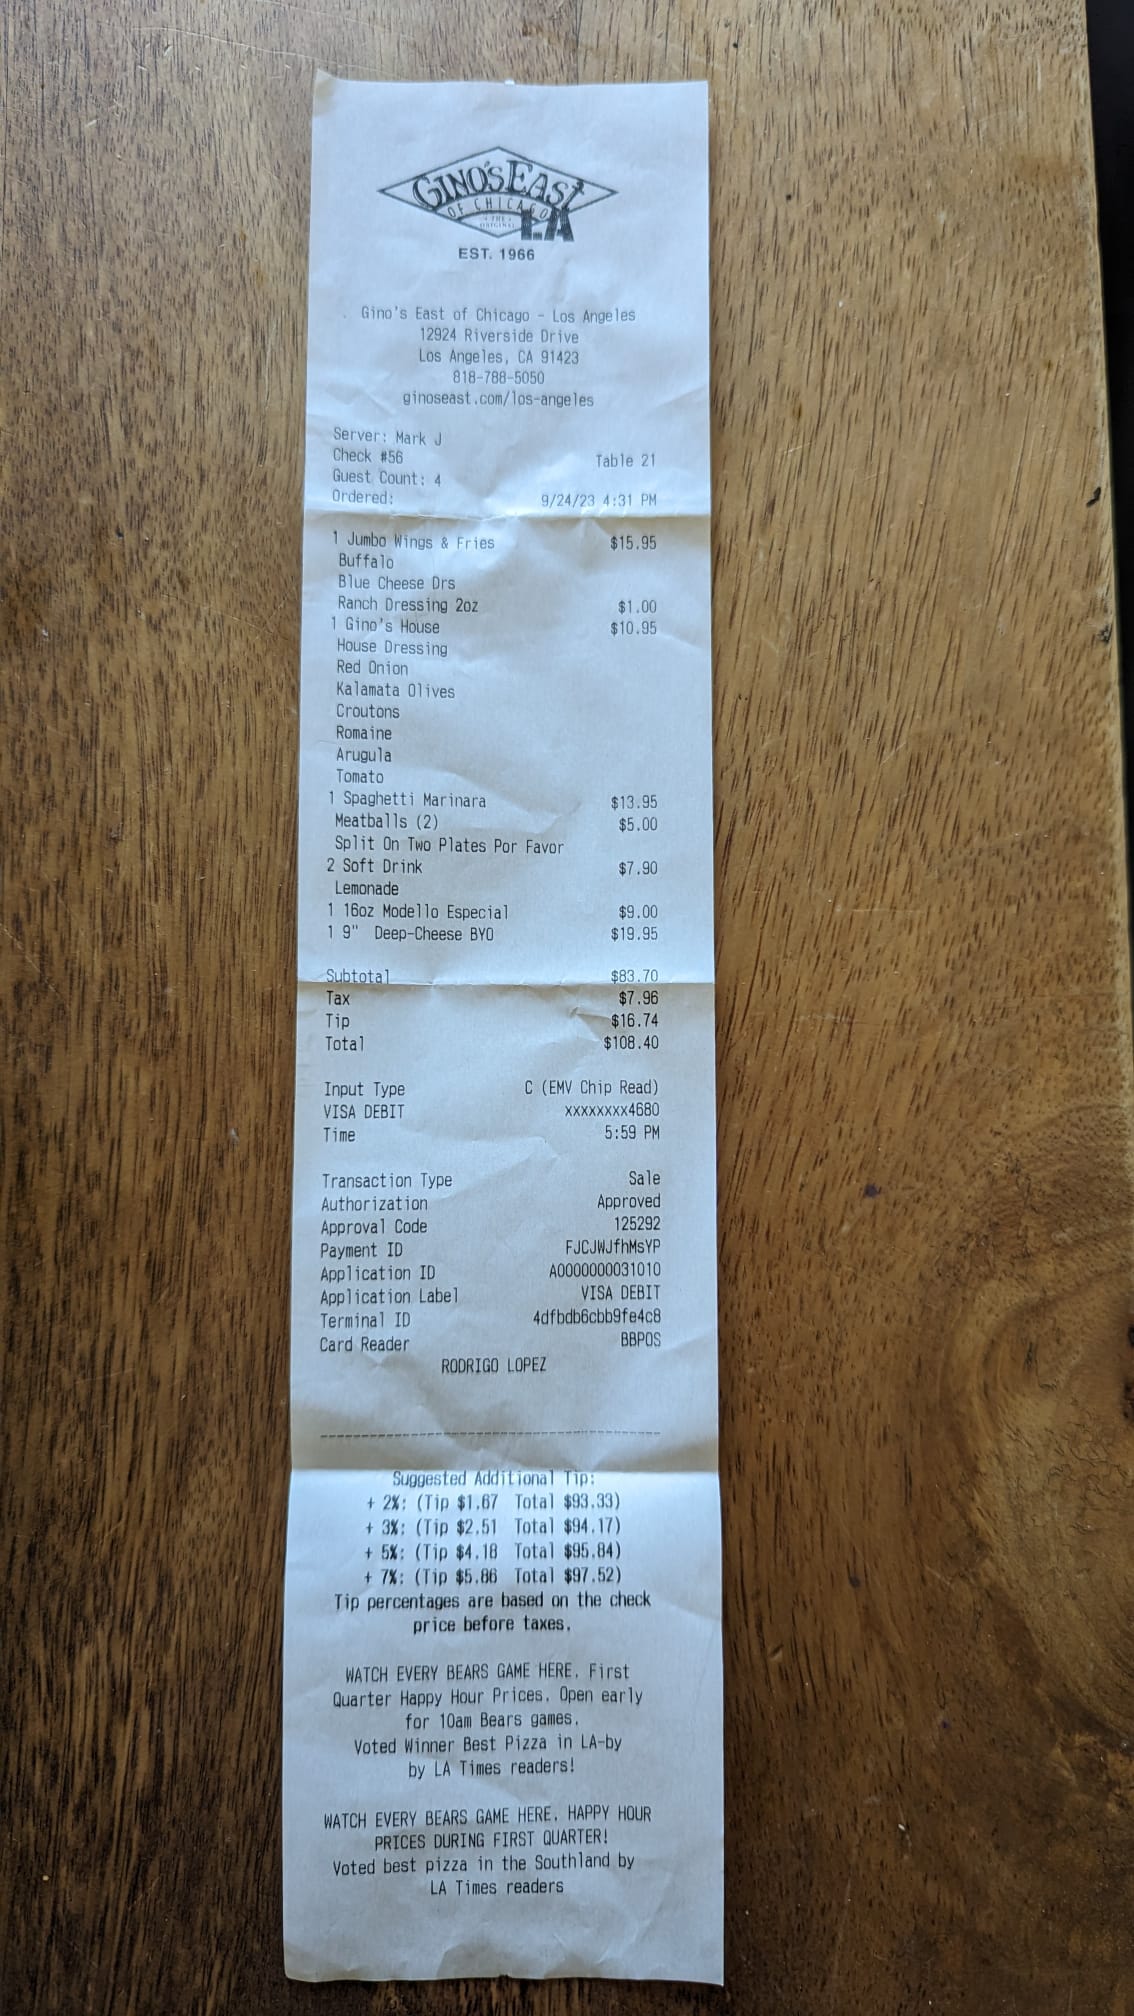 GINO'S EAST
OF CHICAGO
LA
THE
ORIGINAL
EST. 1966
Gino's East of Chicago - Los Angeles
12924 Riverside Drive
Los Angeles, CA 91423
818-788-5050
ginoseast.com/los-angeles
Server: Mark J
Check #56 Table 21
Guest Count: 4
Ordered: 9/24/23 4:31 PM
1 Jumbo Wings & Fries $15.95
Buffalo
Blue Cheese Drs
Ranch Dressing 2oz $1.00
1 Gino's House $10.95
House Dressing
Red Onion
Kalamata Olives
Croutons
Romaine
Arugula
Tomato
1 Spaghetti Marinara $13.95
Meatballs (2) $5.00
Split On Two Plates Por Favor
2 Soft Drink $7.90
Lemonade
1 16oz Modello Especial $9.00
1 9" Deep-Cheese BYO $19.95
Subtotal $83.70
Tax $7.96
Tip $16.74
Total $108.40
Input Type C (EMV Chip Read)
VISA DEBIT xxxxxxxx4680
Time 5:59 PM
Transaction Type Sale
Authorization Approved
Approval Code 125292
Payment ID FJCJWJfhMsYP
Application ID A0000000031010
Application Label VISA DEBIT
Terminal ID 4dfbdb6cbb9fe4c8
Card Reader BBPOS
RODRIGO LOPEZ
Suggested Additional Tip:
+ 2%: (Tip $1.67 Total $93.33)
+ 3%: (Tip $2.51 Total $94.17)
+ 5%: (Tip $4.18 Total $95.84)
+ 7%: (Tip $5.86 Total $97.52)
Tip percentages are based on the check
price before taxes.
WATCH EVERY BEARS GAME HERE. First
Quarter Happy Hour Prices. Open early
for 10am Bears games.
Voted Winner Best Pizza in LA-by
by LA Times readers!
WATCH EVERY BEARS GAME HERE. HAPPY HOUR
PRICES DURING FIRST QUARTER!
Voted best pizza in the Southland by
LA Times readers